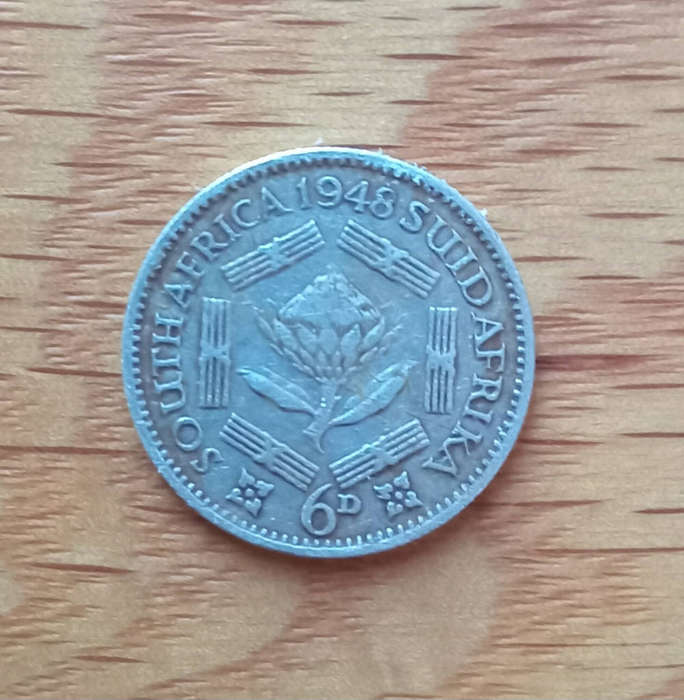 SOUTH AFRICA 1948 SUID AFRIKA
6D